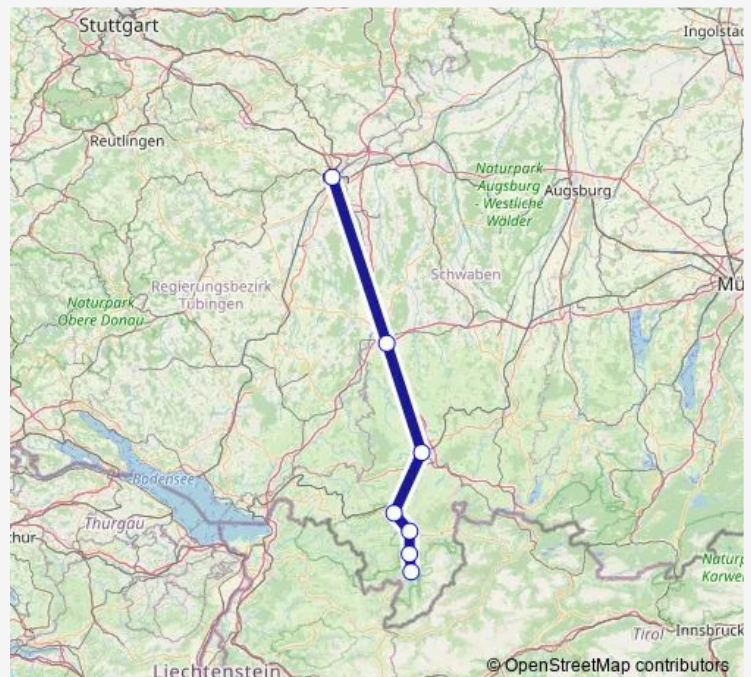 Stuttgart
Ingolstad
Reutlingen
Naturpark
Augsburg
- Westliche
Wälder
Augsburg
Schwaben
Mü
Regierungsbezirk
Tübingen
Naturpark
Obere Donau
Bodensee
Thurgau
hur
Naturp
Karwe
Tirol
Innsbruck
Liechtenstein
© OpenStreetMap contributors